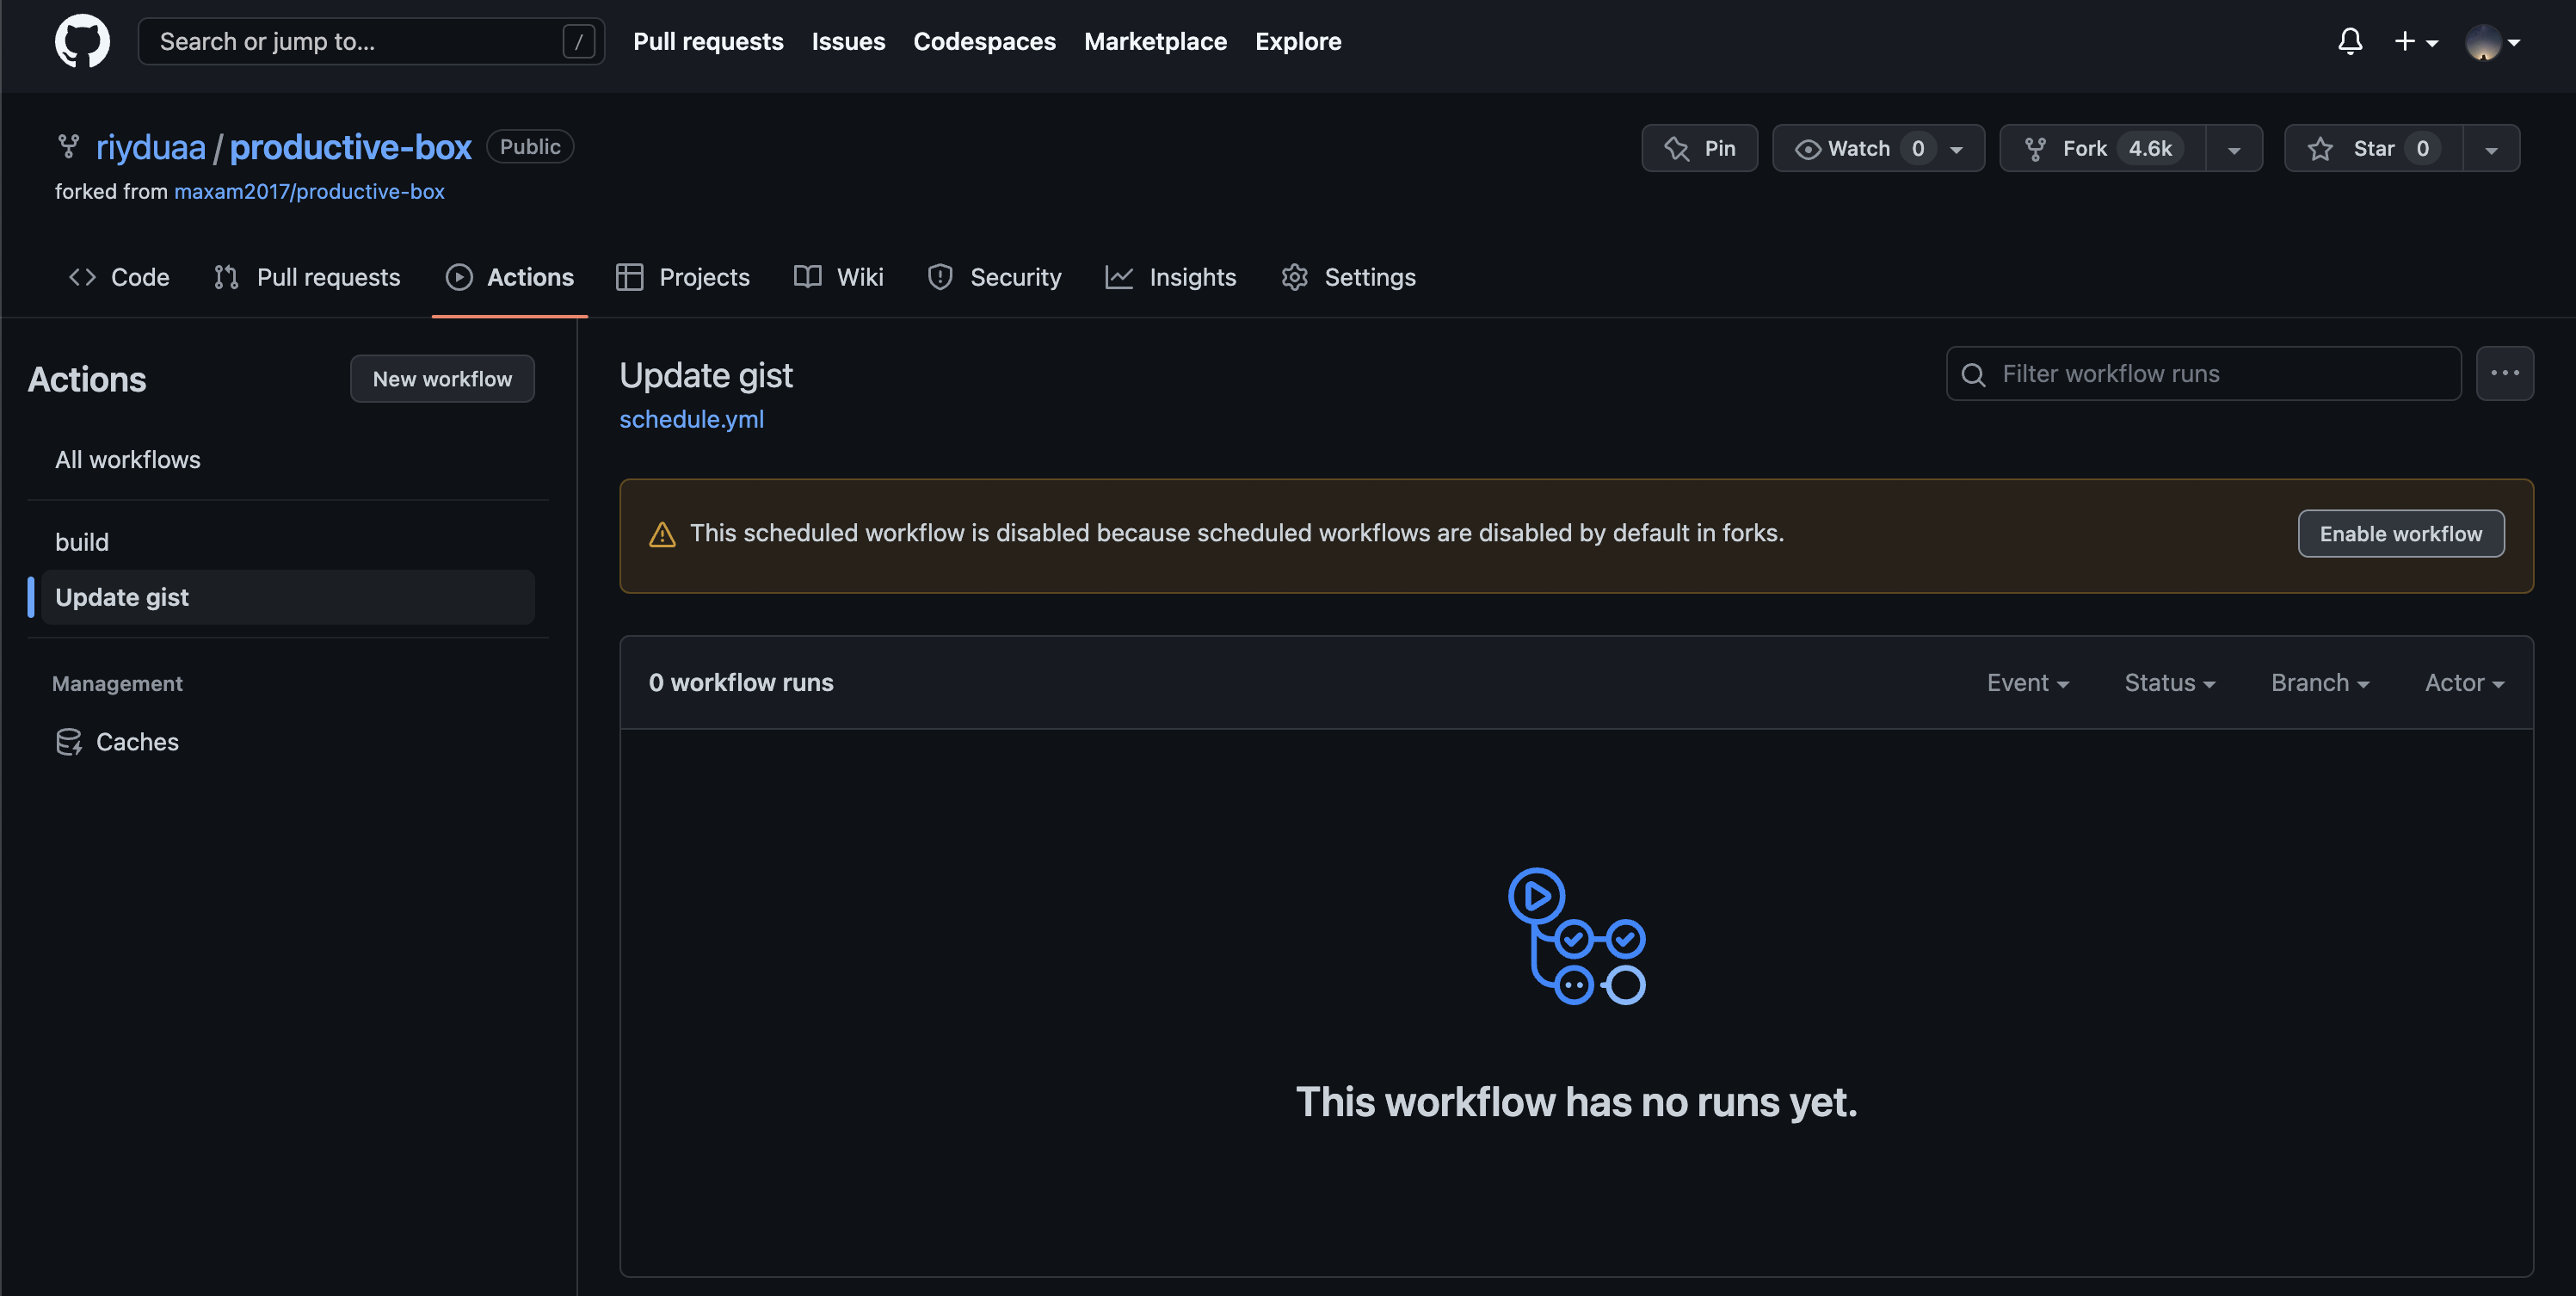 Search or jump to... /
Pull requests Issues Codespaces Marketplace Explore
riyduaa / productive-box Public
forked from maxam2017/productive-box
Pin Watch 0 Fork 4.6k Star 0
Code Pull requests Actions Projects Wiki Security Insights Settings
Actions
New workflow
All workflows
build
Update gist
Management
Caches
Update gist
schedule.yml
Filter workflow runs
This scheduled workflow is disabled because scheduled workflows are disabled by default in forks.
Enable workflow
0 workflow runs
Event Status Branch Actor
This workflow has no runs yet.